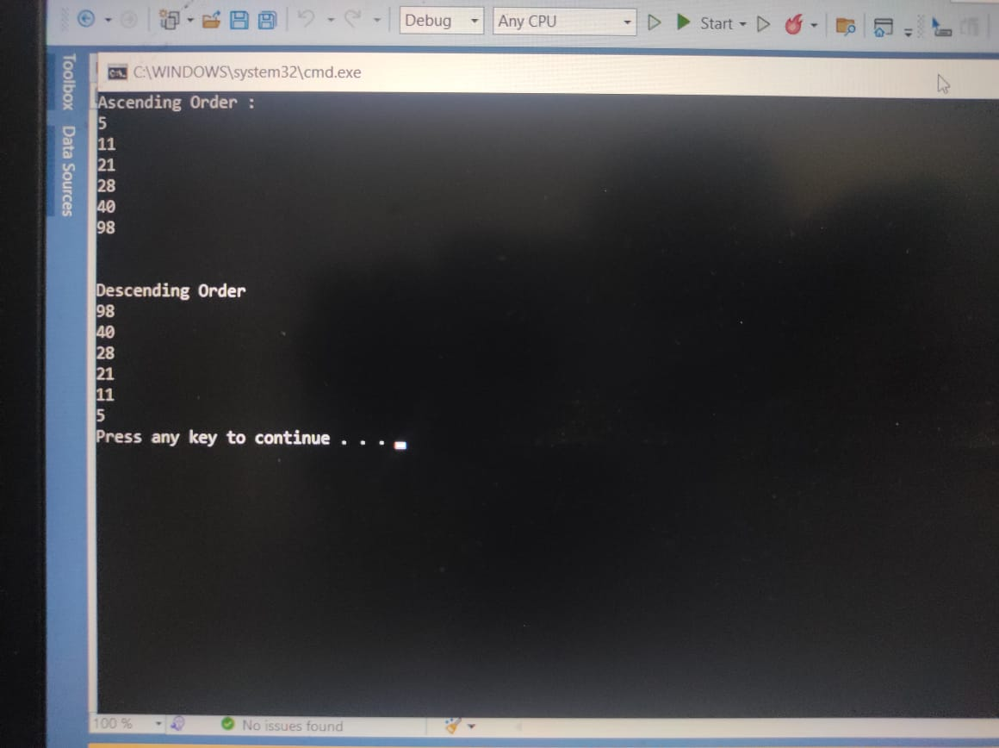 Debug Any CPU Start
Toolbox
Data Sources
C:\WINDOWS\system32\cmd.exe
Ascending Order :
5
11
21
28
40
98
Descending Order
98
40
28
21
11
5
Press any key to continue . . .
100 % No issues found